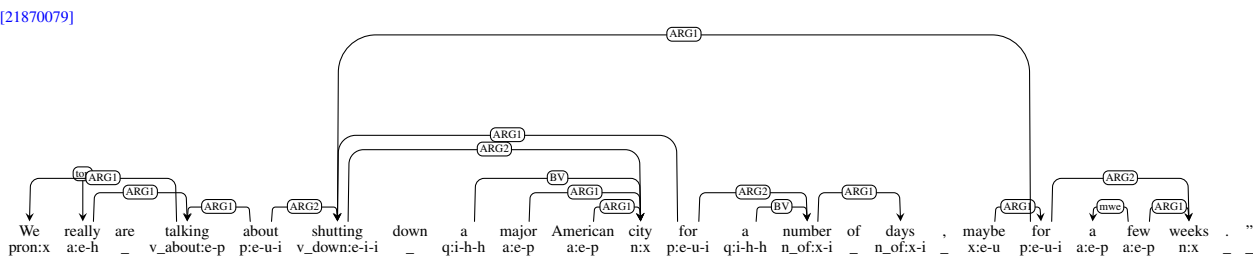 [21870079]
ARG1
ARG1
ARG2
top ARG1 BV ARG2 ARG2
ARG1 ARG1 ARG1
ARG1 ARG2 ARG1 BV ARG1 mwe ARG1
We really are talking about shutting down a major American city for a number of days , maybe for a few weeks . ”
pron:x a:e-h _ v_about:e-p p:e-u-i v_down:e-i-i _ q:i-h-h a:e-p a:e-p n:x p:e-u-i q:i-h-h n_of:x-i _ n_of:x-i _ x:e-u p:e-u-i a:e-p a:e-p n:x _ _